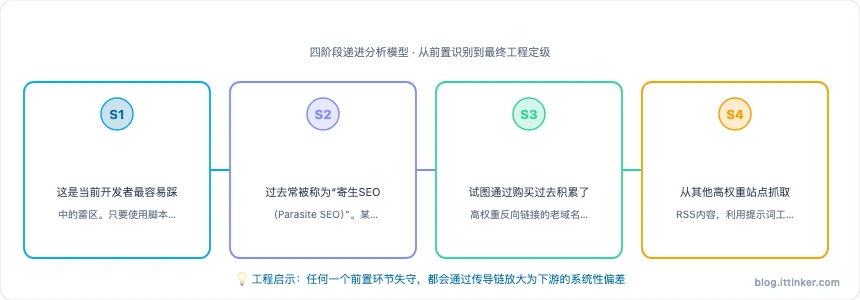 四阶段递进分析模型 · 从前置识别到最终工程定级
S1
这是当前开发者最容易踩
中的雷区。只要使用脚本…
S2
过去常被称为“寄生SEO
（Parasite SEO）”。某…
S3
试图通过购买过去积累了
高权重反向链接的老域名…
S4
从其他高权重站点抓取
RSS内容，利用提示词工…
💡 工程启示：任何一个前置环节失守，都会通过传导链放大为下游的系统性偏差
blog.ittinker.com